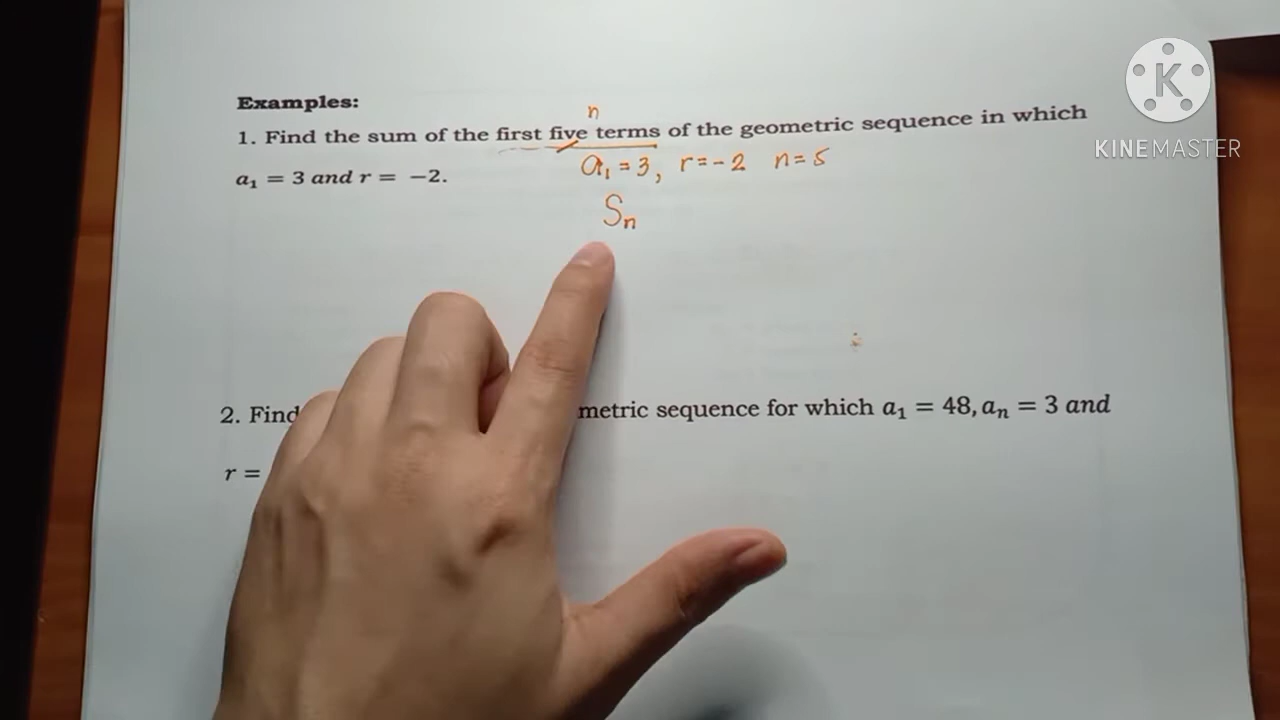 Examples:
n
1. Find the sum of the first five terms of the geometric sequence in which
a₁ = 3 and r = −2.
a₁ = 3, r = -2 n = 5
Sn
2. Find metric sequence for which a₁ = 48, aₙ = 3 and
r =
K
KINEMASTER